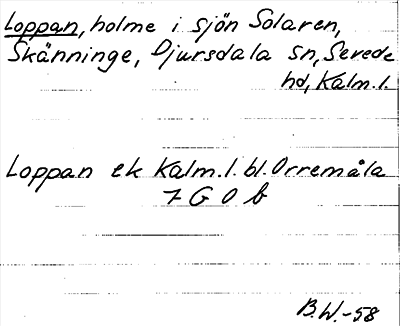 Loppan, holme i sjön Solaren,
Skänninge, Djursdala sn, Sevede
hd, Kalm.l.
Loppan ek Kalm.l. bl. Orremåla
7 G 0 b
B.W.-58